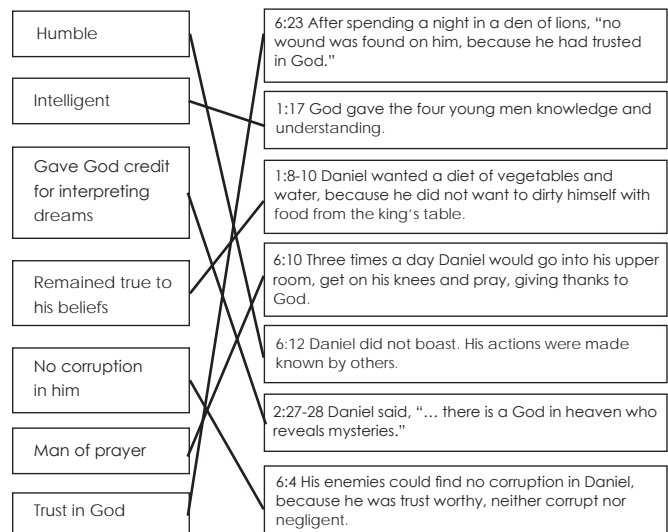 Humble
Intelligent
Gave God credit
for interpreting
dreams
Remained true to
his beliefs
No corruption
in him
Man of prayer
Trust in God
6:23 After spending a night in a den of lions, “no
wound was found on him, because he had trusted
in God.”
1:17 God gave the four young men knowledge and
understanding.
1:8-10 Daniel wanted a diet of vegetables and
water, because he did not want to dirty himself with
food from the king’s table.
6:10 Three times a day Daniel would go into his upper
room, get on his knees and pray, giving thanks to
God.
6:12 Daniel did not boast. His actions were made
known by others.
2:27-28 Daniel said, “… there is a God in heaven who
reveals mysteries.”
6:4 His enemies could find no corruption in Daniel,
because he was trust worthy, neither corrupt nor
negligent.